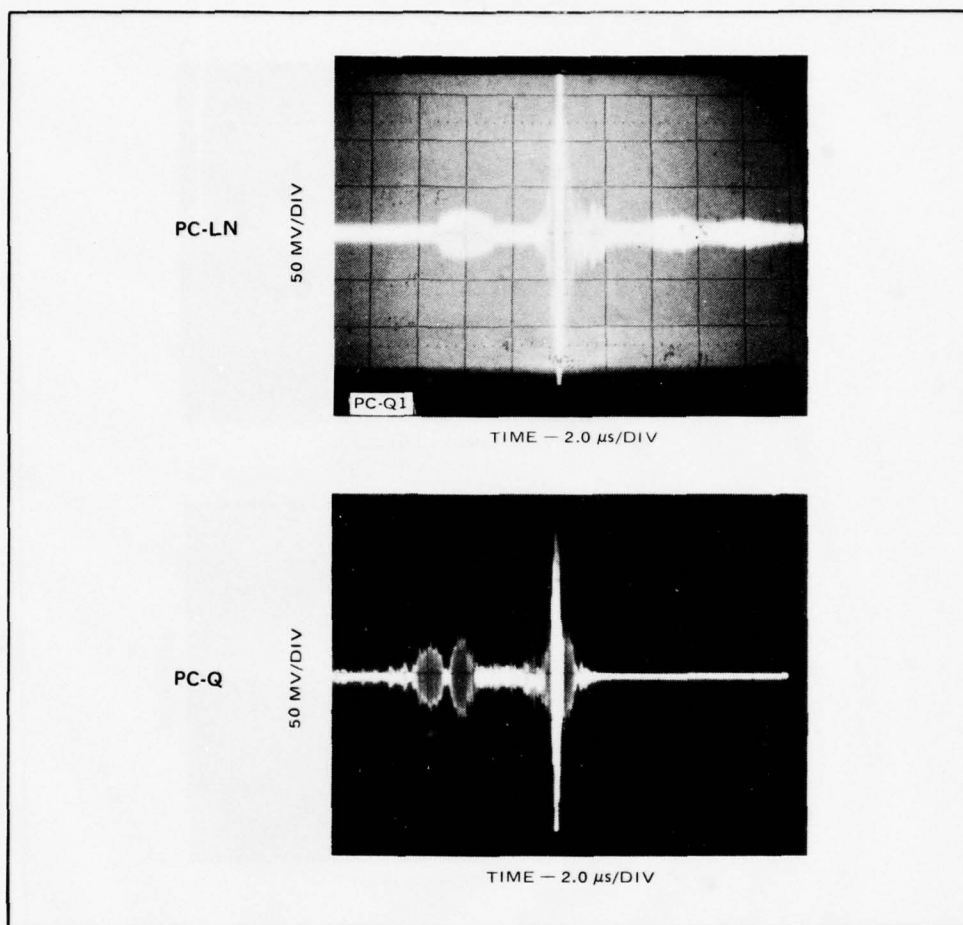 PC-LN
50 MV/DIV
PC-Q1
TIME — 2.0 μs/DIV
PC-Q
50 MV/DIV
TIME — 2.0 μs/DIV